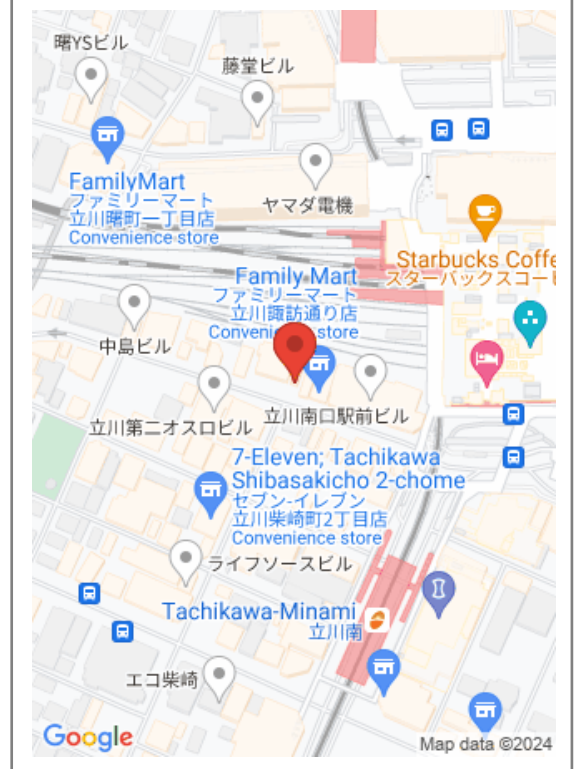 曙YSビル
藤堂ビル
FamilyMart
ファミリーマート
立川曙町一丁目店
Convenience store
ヤマダ電機
Starbucks Coffe
スターバックスコーヒ
Family Mart
ファミリーマート
立川諏訪通り店
Conveni store
中島ビル
立川第二オスロビル
立川南口駅前ビル
7-Eleven; Tachikawa
Shibasakicho 2-chome
セブン-イレブン
立川柴崎町2丁目店
Convenience store
ライフソースビル
Tachikawa-Minami
立川南
エコ柴崎
Google
Map data ©2024